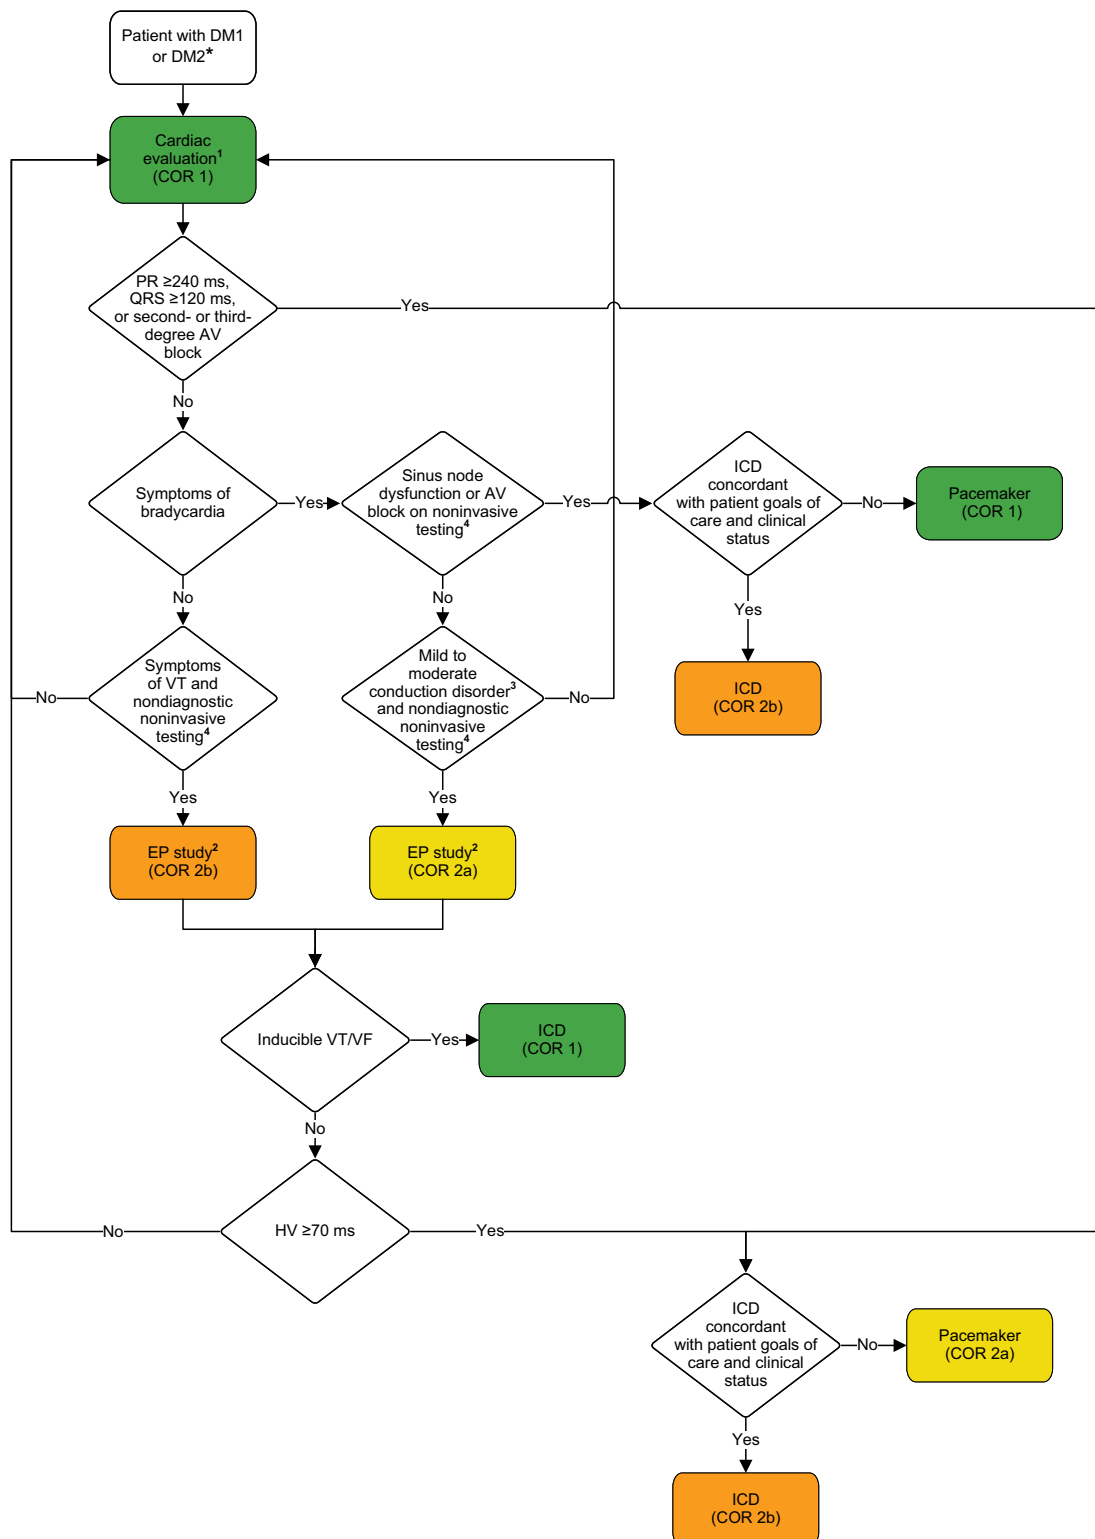 Patient with DM1
or DM2*
Cardiac
evaluation1
(COR 1)
PR ≥240 ms,
QRS ≥120 ms,
or second- or third-
degree AV
block
Yes
No
Symptoms of
bradycardia
Yes
Sinus node
dysfunction or AV
block on noninvasive
testing4
Yes
ICD
concordant
with patient goals of
care and clinical
status
No
Pacemaker
(COR 1)
No
No
Yes
Symptoms
of VT and
nondiagnostic
noninvasive
testing4
No
Mild to
moderate
conduction disorder3
and nondiagnostic
noninvasive
testing4
No
ICD
(COR 2b)
Yes
Yes
EP study2
(COR 2b)
EP study2
(COR 2a)
Inducible VT/VF
Yes
ICD
(COR 1)
No
HV ≥70 ms
No
Yes
ICD
concordant
with patient goals of
care and clinical
status
No
Pacemaker
(COR 2a)
Yes
ICD
(COR 2b)